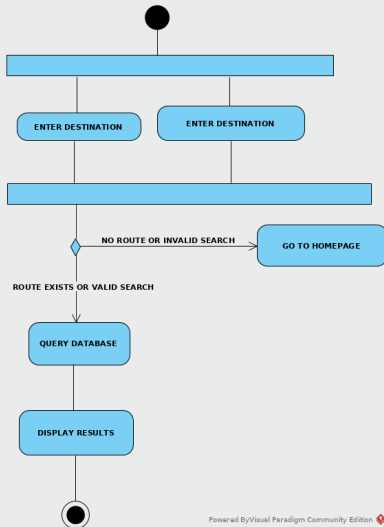 ENTER DESTINATION
ENTER DESTINATION
NO ROUTE OR INVALID SEARCH
GO TO HOMEPAGE
ROUTE EXISTS OR VALID SEARCH
QUERY DATABASE
DISPLAY RESULTS
Powered ByVisual Paradigm Community Edition